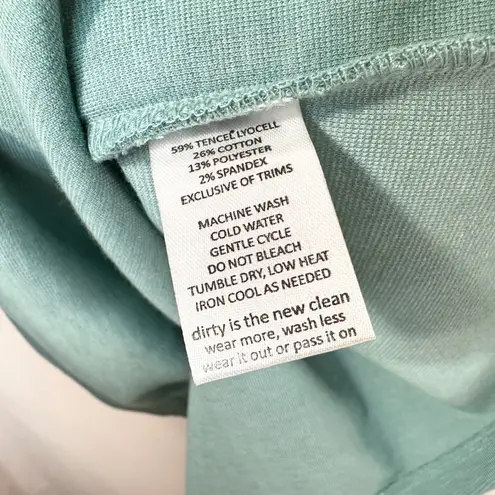 59% TENCEL LYOCELL
26% COTTON
13% POLYESTER
2% SPANDEX
EXCLUSIVE OF TRIMS
MACHINE WASH
COLD WATER
GENTLE CYCLE
DO NOT BLEACH
TUMBLE DRY, LOW HEAT
IRON COOL AS NEEDED
dirty is the new clean
wear more, wash less
wear it out or pass it on